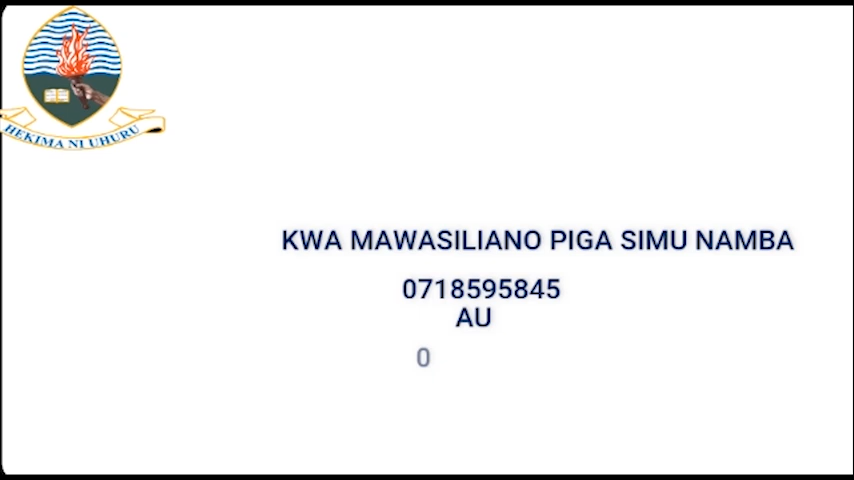 HEKIMA NI UHURU
KWA MAWASILIANO PIGA SIMU NAMBA
0718595845
AU
0